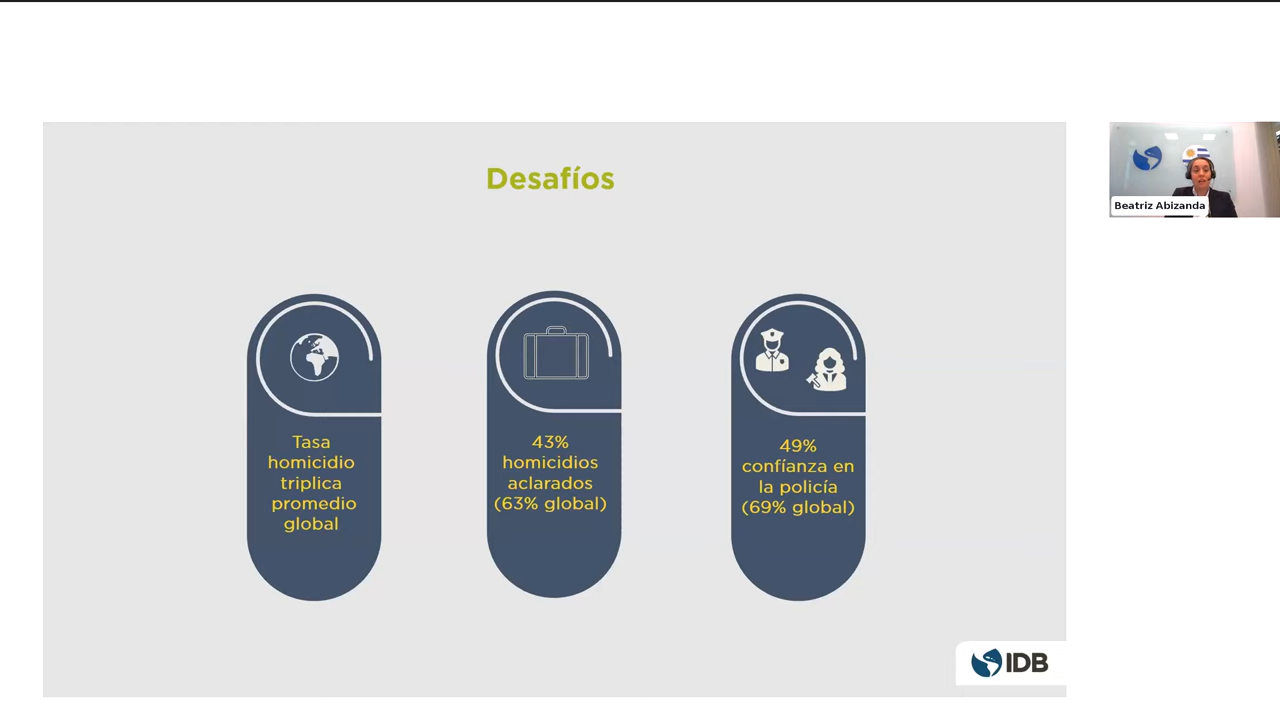 Desafíos
Beatriz Abizanda
Tasa
homicidio
triplica
promedio
global
43%
homicidios
aclarados
(63% global)
49%
confíanza en
la policía
(69% global)
IDB